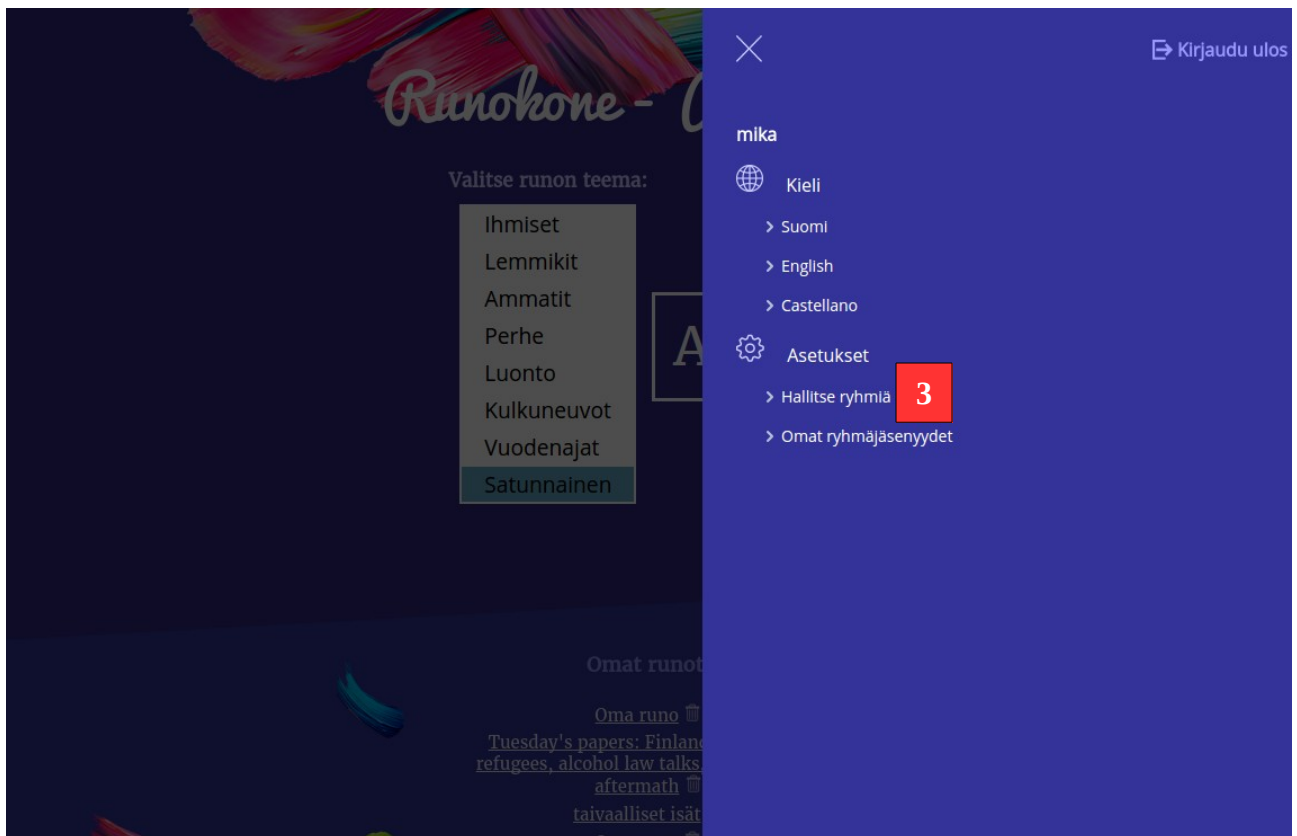 Runokone -
Valitse runon teema:
Ihmiset
Lemmikit
Ammatit
Perhe
Luonto
Kulkuneuvot
Vuodenajat
Satunnainen
A
Omat runot
Oma runo
Tuesday's papers: Finland
refugees, alcohol law talks,
aftermath
taivaalliset isät
Kirjaudu ulos
mika
Kieli
Suomi
English
Castellano
Asetukset
Hallitse ryhmiä 3
Omat ryhmäjäsenyydet